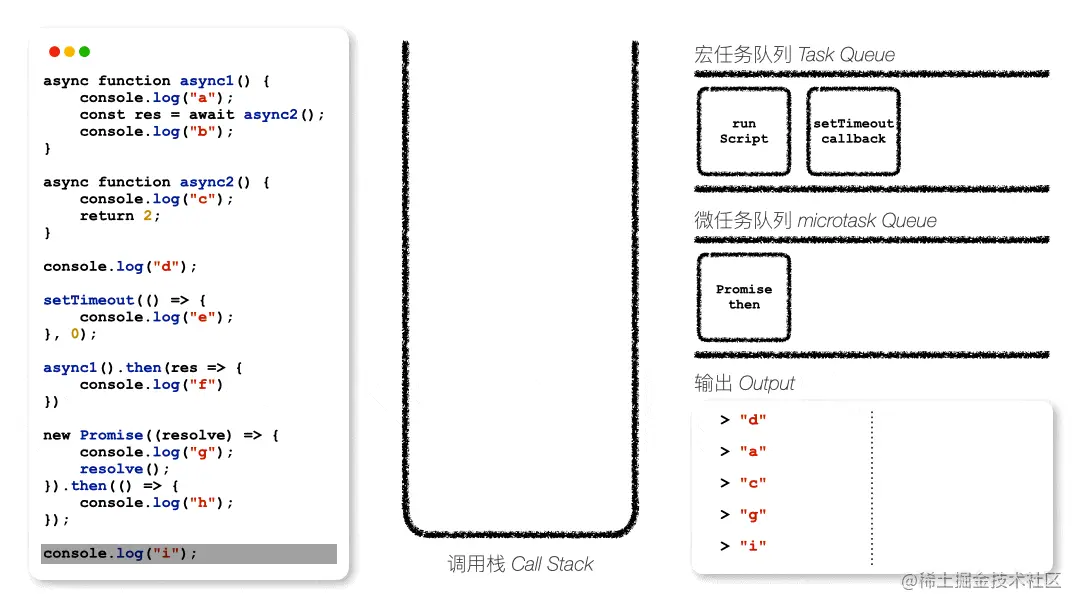 async function async1() {
    console.log("a");
    const res = await async2();
    console.log("b");
}
async function async2() {
    console.log("c");
    return 2;
}
console.log("d");
setTimeout(() => {
    console.log("e");
}, 0);
async1().then(res => {
    console.log("f")
})
new Promise((resolve) => {
    console.log("g");
    resolve();
}).then(() => {
    console.log("h");
});
console.log("i");
调用栈 Call Stack
宏任务队列 Task Queue
run
Script
setTimeout
callback
微任务队列 microtask Queue
Promise
then
输出 Output
> "d"
> "a"
> "c"
> "g"
> "i"
@稀土掘金技术社区